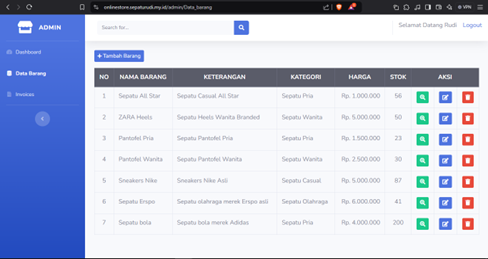 onlinestore.sepaturudi.my.id/admin/Data_barang
VPN
ADMIN
Search for...
Selamat Datang Rudi Logout
Dashboard
Data Barang
Invoices
+ Tambah Barang
NO NAMA BARANG KETERANGAN KATEGORI HARGA STOK AKSI
1 Sepatu All Star Sepatu Casual All Star Sepatu Pria Rp. 1.000.000 56
2 ZARA Heels Sepatu Heels Wanita Branded Sepatu Wanita Rp. 5.000.000 50
3 Pantofel Pria Sepatu Pantofel Pria Sepatu Pria Rp. 1.500.000 23
4 Pantofel Wanita Sepatu Pantofel Wanita Sepatu Wanita Rp. 2.500.000 30
5 Sneakers Nike Sneakers Nike Asli Sepatu Casual Rp. 5.000.000 87
6 Sepatu Erspo Sepatu olahraga merek Erspo asli Sepatu Olahraga Rp. 6.000.000 41
7 Sepatu bola Sepatu bola merek Adidas Sepatu Pria Rp. 4.000.000 200